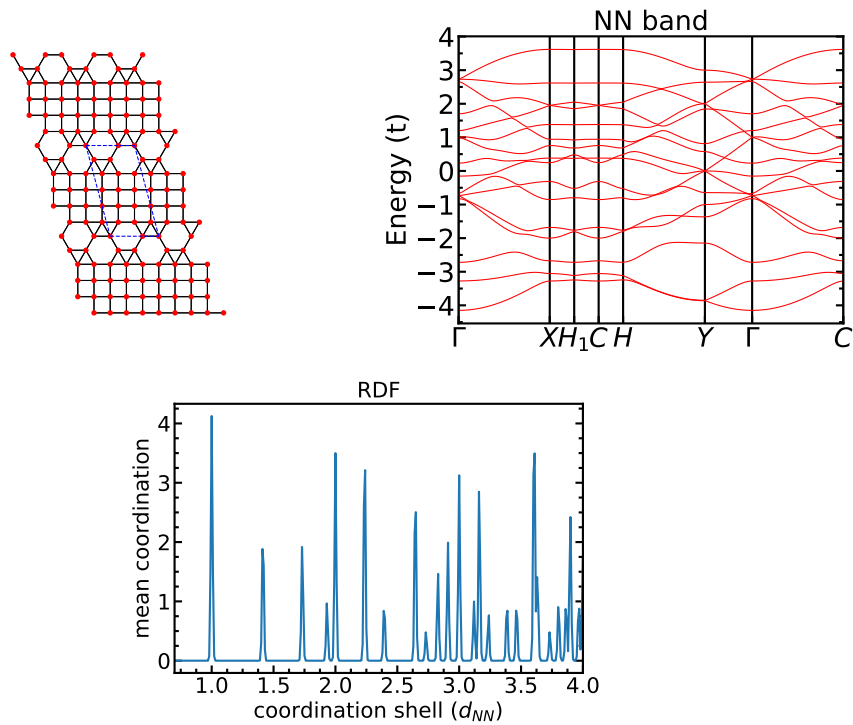 NN band
Energy (t)
4
3
2
1
0
−1
−2
−3
−4
Γ X H₁ C H Y Γ C
RDF
mean coordination
4
3
2
1
0
1.0 1.5 2.0 2.5 3.0 3.5 4.0
coordination shell (d_NN)